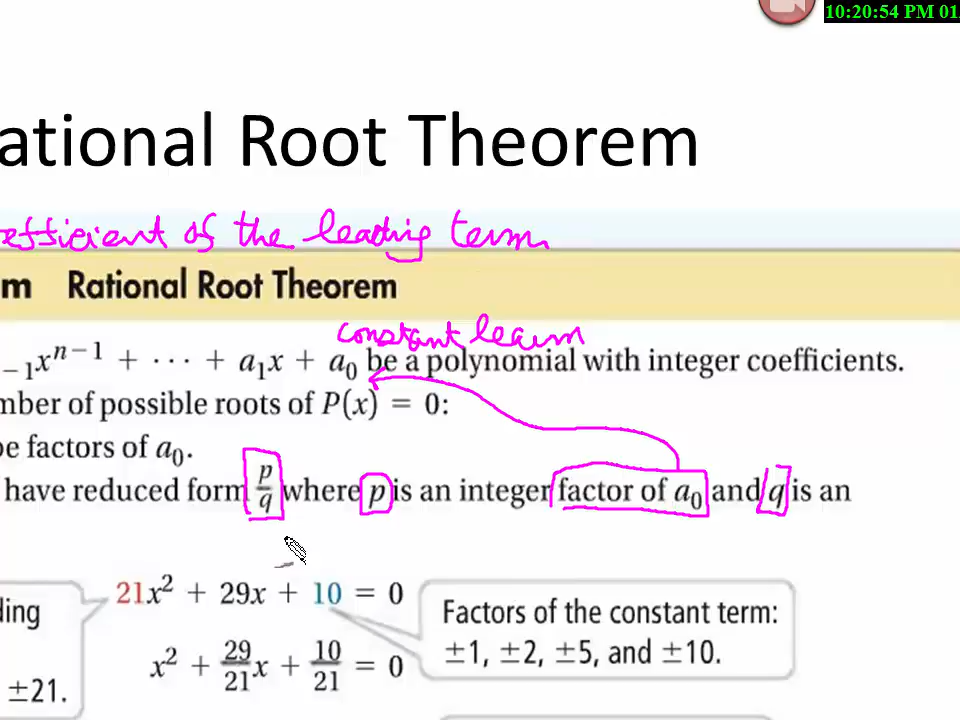 10:20:54 PM 01
ational Root Theorem
efficient of the leading term
m Rational Root Theorem
constant
₋₁xⁿ⁻¹ + ··· + a₁x + a₀ be a polynomial with integer coefficients.
mber of possible roots of P(x) = 0:
be factors of a₀.
have reduced form p/q where p is an integer factor of a₀ and q is an
ding
21x² + 29x + 10 = 0
Factors of the constant term:
x² + 29/21x + 10/21 = 0
±1, ±2, ±5, and ±10.
±21.